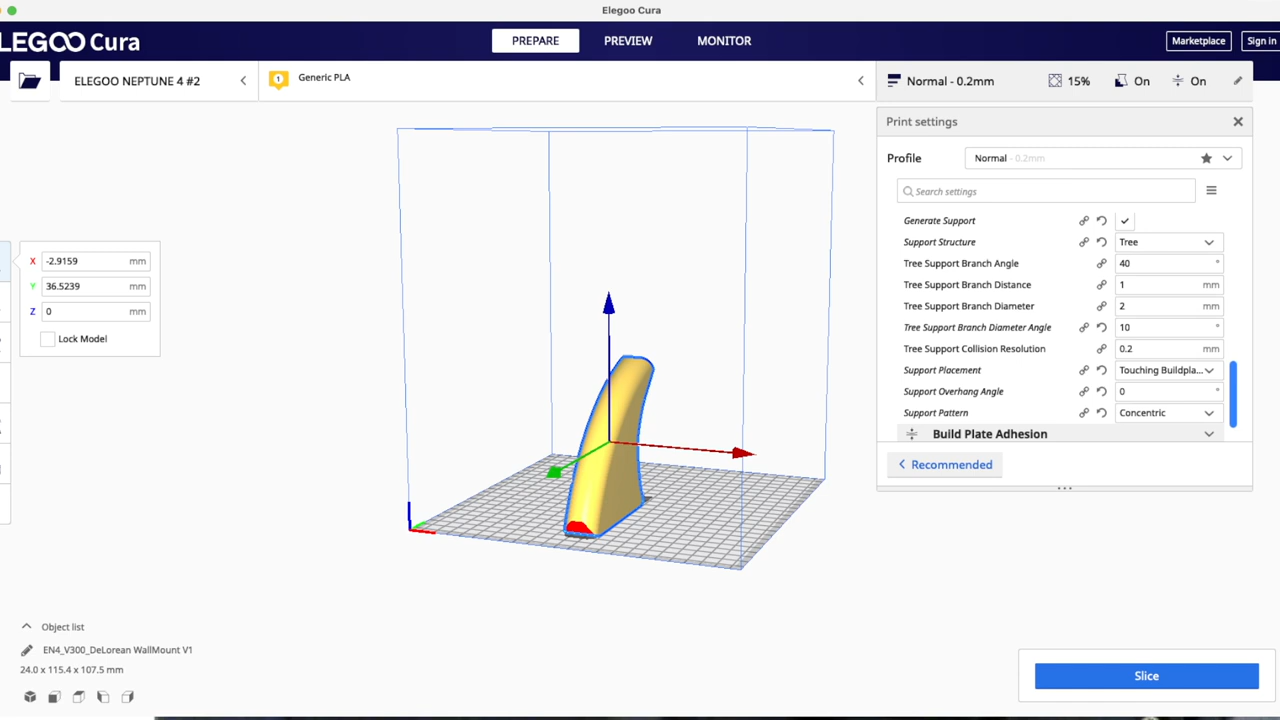 Elegoo Cura
LEGOO Cura
PREPARE
PREVIEW
MONITOR
Marketplace
Sign in
ELEGOO NEPTUNE 4 #2
1
Generic PLA
Normal - 0.2mm
15%
On
On
Print settings
Profile
Normal - 0.2mm
Search settings
Generate Support
Support Structure Tree
Tree Support Branch Angle 40 °
Tree Support Branch Distance 1 mm
Tree Support Branch Diameter 2 mm
Tree Support Branch Diameter Angle 10 °
Tree Support Collision Resolution 0.2 mm
Support Placement Touching Buildpla...
Support Overhang Angle 0 °
Support Pattern Concentric
Build Plate Adhesion
Recommended
X -2.9159 mm
Y 36.5239 mm
Z 0 mm
Lock Model
Object list
EN4_V300_DeLorean WallMount V1
24.0 x 115.4 x 107.5 mm
Slice